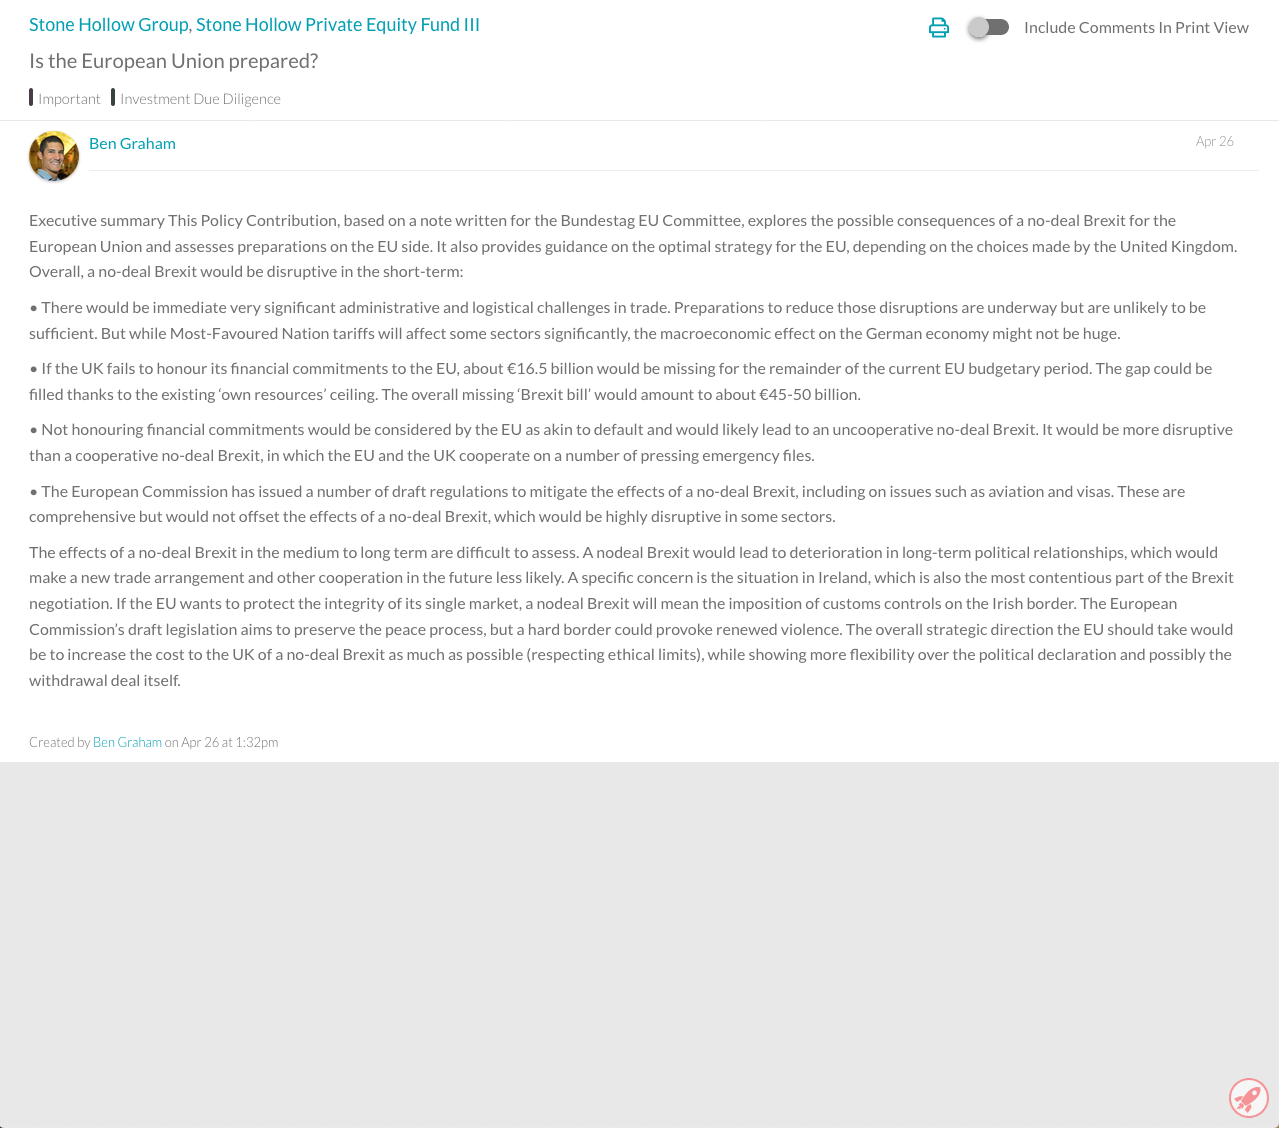 Stone Hollow Group, Stone Hollow Private Equity Fund III
Include Comments In Print View
Is the European Union prepared?
Important Investment Due Diligence
Ben Graham
Apr 26
Executive summary This Policy Contribution, based on a note written for the Bundestag EU Committee, explores the possible consequences of a no-deal Brexit for the
European Union and assesses preparations on the EU side. It also provides guidance on the optimal strategy for the EU, depending on the choices made by the United Kingdom.
Overall, a no-deal Brexit would be disruptive in the short-term:
• There would be immediate very significant administrative and logistical challenges in trade. Preparations to reduce those disruptions are underway but are unlikely to be
sufficient. But while Most-Favoured Nation tariffs will affect some sectors significantly, the macroeconomic effect on the German economy might not be huge.
• If the UK fails to honour its financial commitments to the EU, about €16.5 billion would be missing for the remainder of the current EU budgetary period. The gap could be
filled thanks to the existing ‘own resources’ ceiling. The overall missing ‘Brexit bill’ would amount to about €45-50 billion.
• Not honouring financial commitments would be considered by the EU as akin to default and would likely lead to an uncooperative no-deal Brexit. It would be more disruptive
than a cooperative no-deal Brexit, in which the EU and the UK cooperate on a number of pressing emergency files.
• The European Commission has issued a number of draft regulations to mitigate the effects of a no-deal Brexit, including on issues such as aviation and visas. These are
comprehensive but would not offset the effects of a no-deal Brexit, which would be highly disruptive in some sectors.
The effects of a no-deal Brexit in the medium to long term are difficult to assess. A nodeal Brexit would lead to deterioration in long-term political relationships, which would
make a new trade arrangement and other cooperation in the future less likely. A specific concern is the situation in Ireland, which is also the most contentious part of the Brexit
negotiation. If the EU wants to protect the integrity of its single market, a nodeal Brexit will mean the imposition of customs controls on the Irish border. The European
Commission’s draft legislation aims to preserve the peace process, but a hard border could provoke renewed violence. The overall strategic direction the EU should take would
be to increase the cost to the UK of a no-deal Brexit as much as possible (respecting ethical limits), while showing more flexibility over the political declaration and possibly the
withdrawal deal itself.
Created by Ben Graham on Apr 26 at 1:32pm